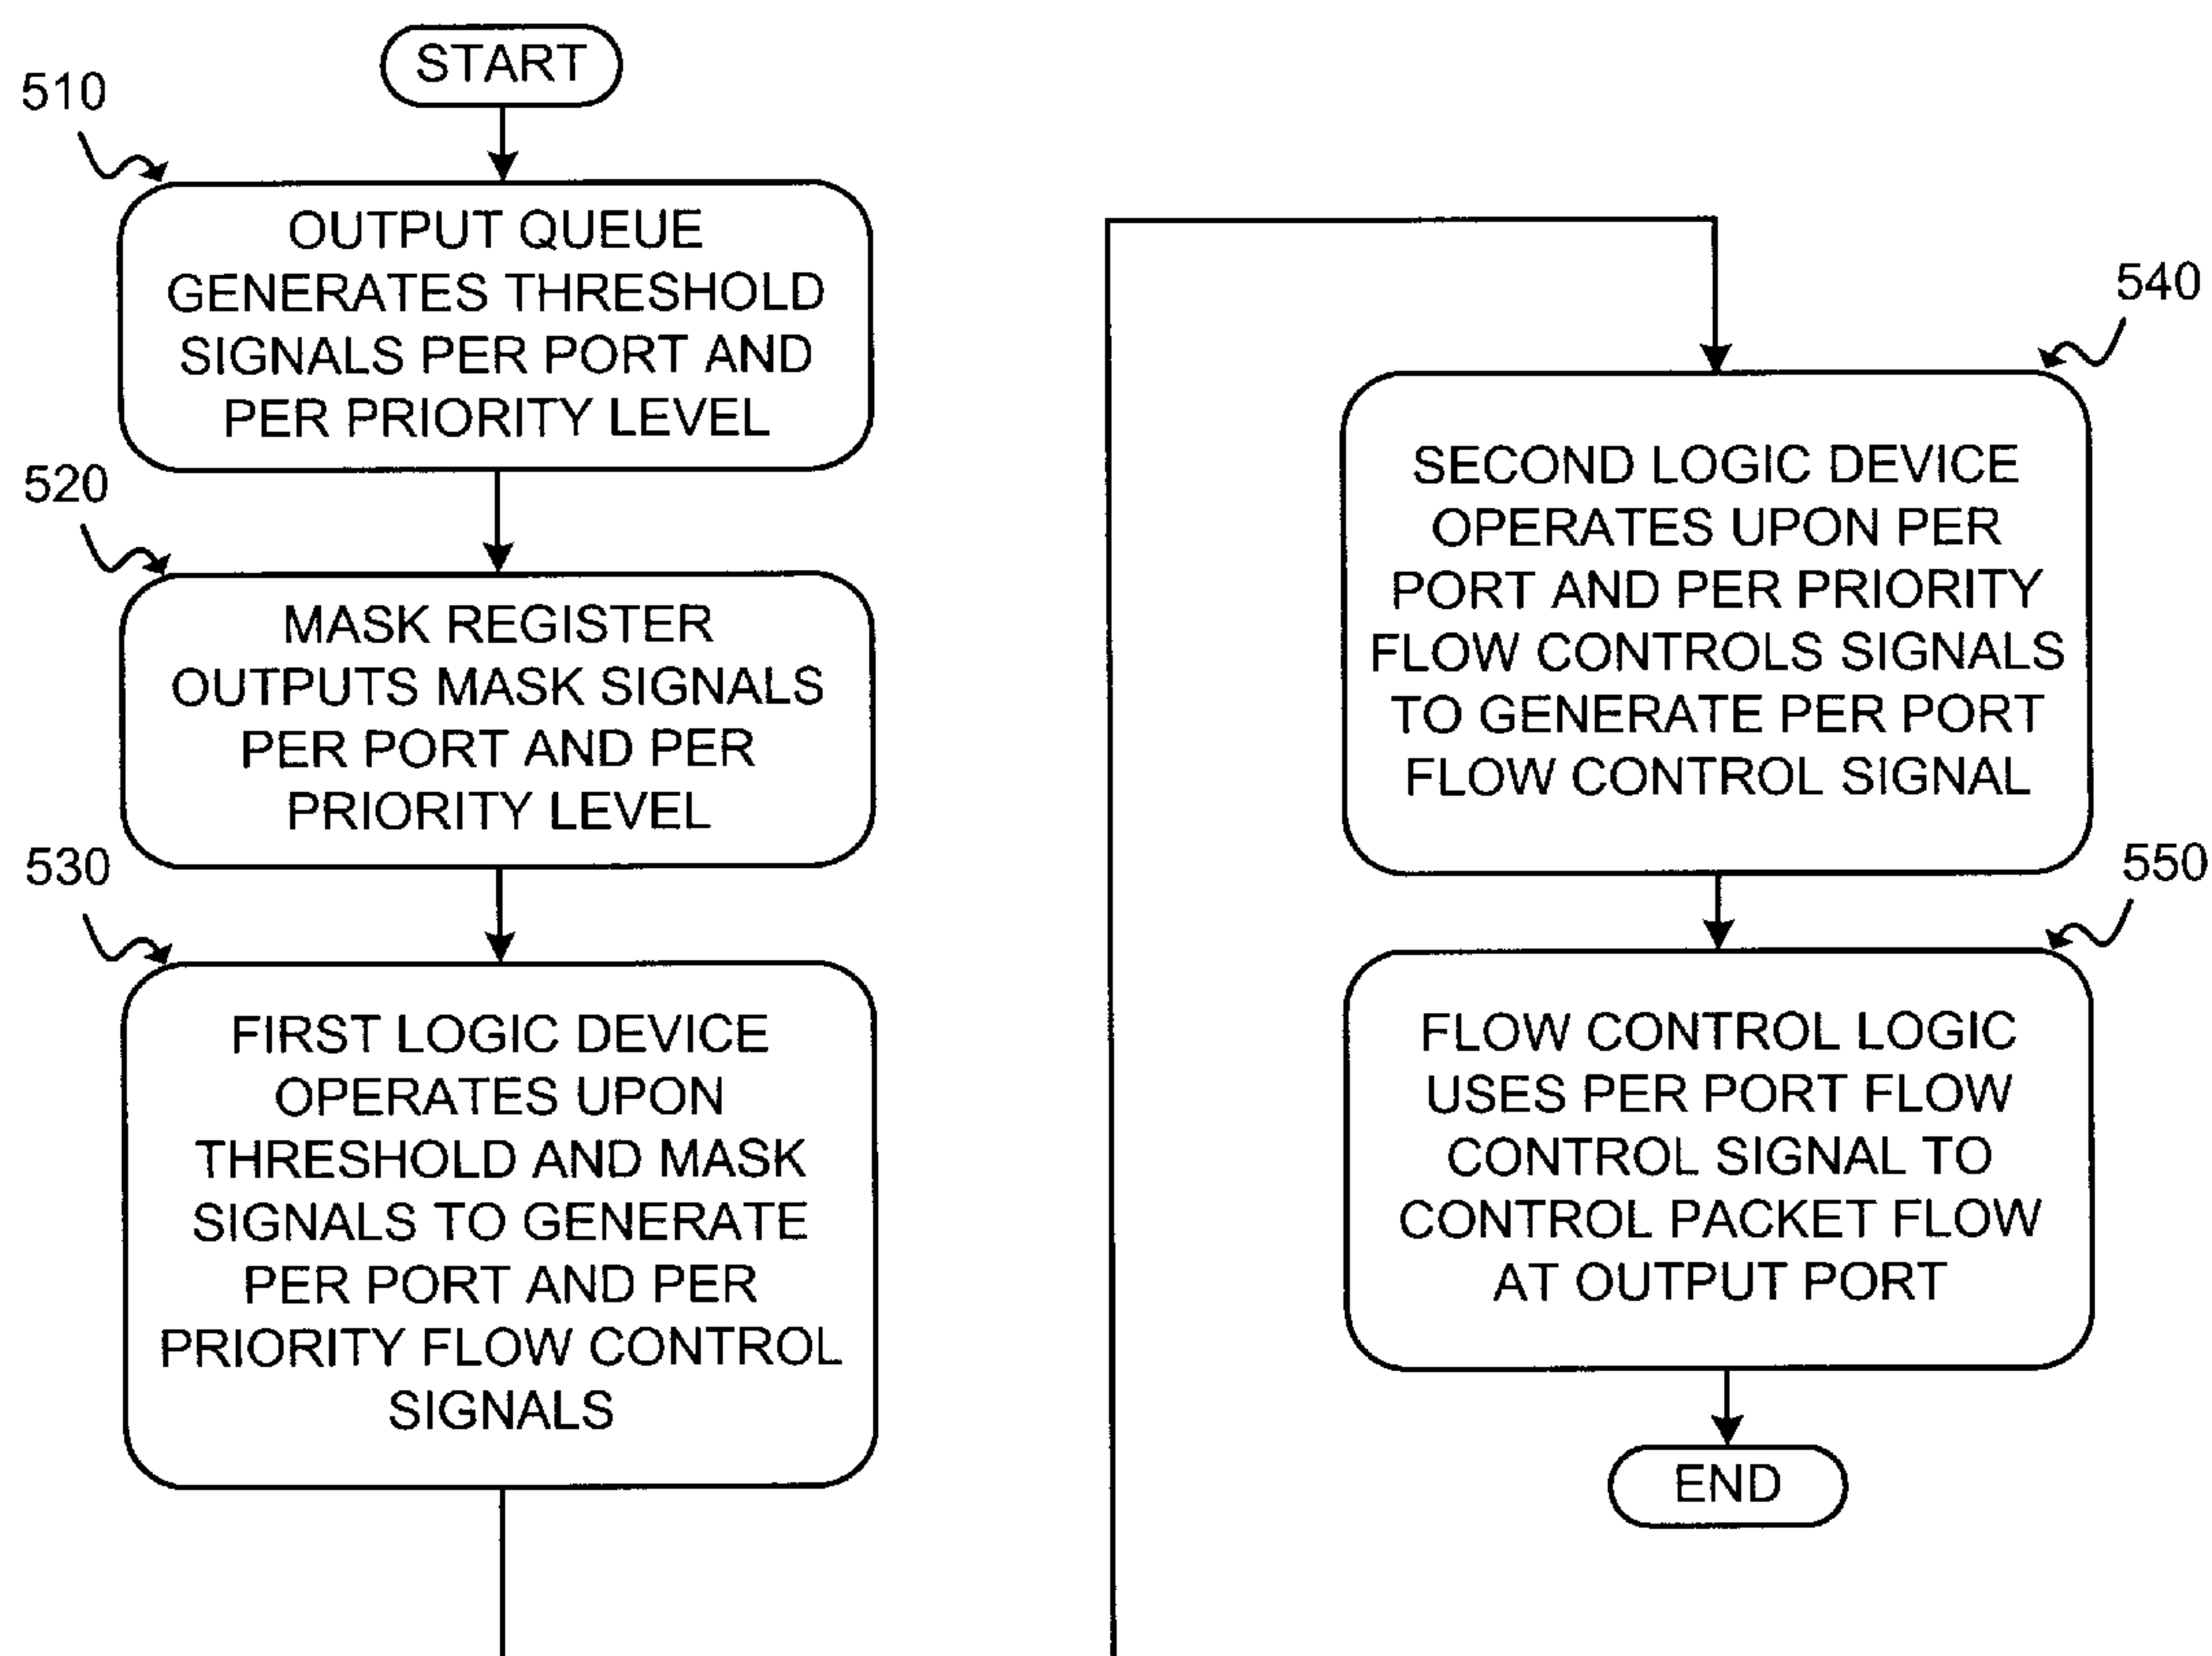 START
510
OUTPUT QUEUE
GENERATES THRESHOLD
SIGNALS PER PORT AND
PER PRIORITY LEVEL
520
MASK REGISTER
OUTPUTS MASK SIGNALS
PER PORT AND PER
PRIORITY LEVEL
530
FIRST LOGIC DEVICE
OPERATES UPON
THRESHOLD AND MASK
SIGNALS TO GENERATE
PER PORT AND PER
PRIORITY FLOW CONTROL
SIGNALS
540
SECOND LOGIC DEVICE
OPERATES UPON PER
PORT AND PER PRIORITY
FLOW CONTROLS SIGNALS
TO GENERATE PER PORT
FLOW CONTROL SIGNAL
550
FLOW CONTROL LOGIC
USES PER PORT FLOW
CONTROL SIGNAL TO
CONTROL PACKET FLOW
AT OUTPUT PORT
END